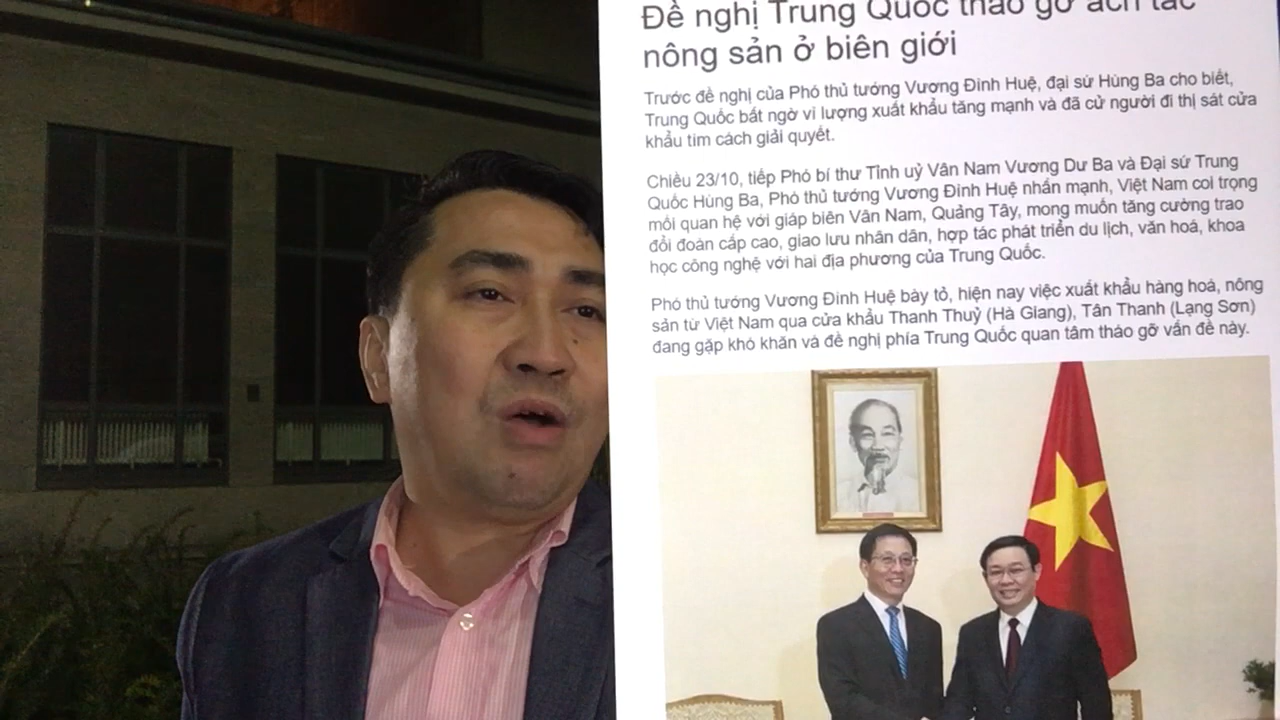 Đề nghị Trung Quốc tháo gỡ ách tắc
nông sản ở biên giới
Trước đề nghị của Phó thủ tướng Vương Đình Huệ, đại sứ Hùng Ba cho biết,
Trung Quốc bất ngờ vì lượng xuất khẩu tăng mạnh và đã cử người đi thị sát cửa
khẩu tìm cách giải quyết.
Chiều 23/10, tiếp Phó bí thư Tỉnh uỷ Vân Nam Vương Dư Ba và Đại sứ Trung
Quốc Hùng Ba, Phó thủ tướng Vương Đình Huệ nhấn mạnh, Việt Nam coi trọng
mối quan hệ với giáp biên Vân Nam, Quảng Tây, mong muốn tăng cường trao
đổi đoàn cấp cao, giao lưu nhân dân, hợp tác phát triển du lịch, văn hoá, khoa
học công nghệ với hai địa phương của Trung Quốc.
Phó thủ tướng Vương Đình Huệ bày tỏ, hiện nay việc xuất khẩu hàng hoá, nông
sản từ Việt Nam qua cửa khẩu Thanh Thuỷ (Hà Giang), Tân Thanh (Lạng Sơn)
đang gặp khó khăn và đề nghị phía Trung Quốc quan tâm tháo gỡ vấn đề này.